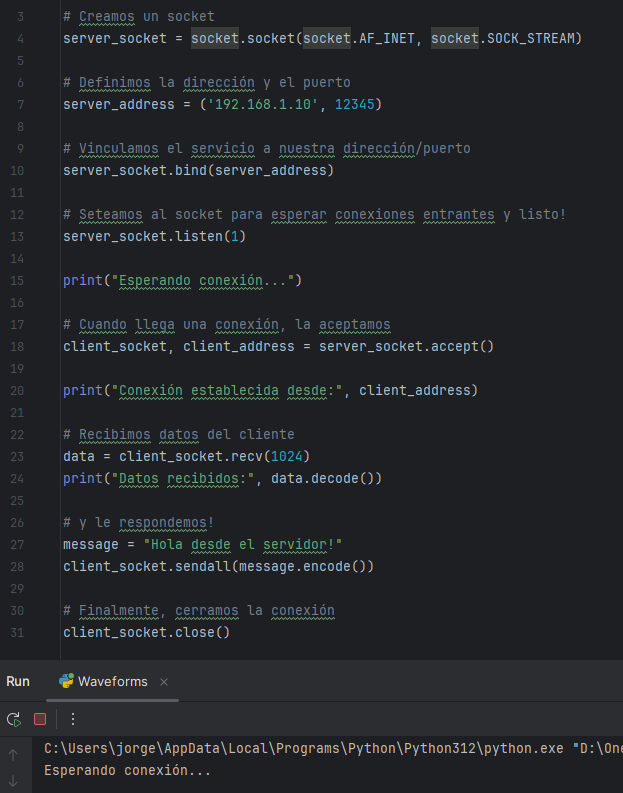 3 # Creamos un socket
4 server_socket = socket.socket(socket.AF_INET, socket.SOCK_STREAM)
5
6 # Definimos la dirección y el puerto
7 server_address = ('192.168.1.10', 12345)
8
9 # Vinculamos el servicio a nuestra dirección/puerto
10 server_socket.bind(server_address)
11
12 # Seteamos al socket para esperar conexiones entrantes y listo!
13 server_socket.listen(1)
14
15 print("Esperando conexión...")
16
17 # Cuando llega una conexión, la aceptamos
18 client_socket, client_address = server_socket.accept()
19
20 print("Conexión establecida desde:", client_address)
21
22 # Recibimos datos del cliente
23 data = client_socket.recv(1024)
24 print("Datos recibidos:", data.decode())
25
26 # y le respondemos!
27 message = "Hola desde el servidor!"
28 client_socket.sendall(message.encode())
29
30 # Finalmente, cerramos la conexión
31 client_socket.close()
Run Waveforms
C:\Users\jorge\AppData\Local\Programs\Python\Python312\python.exe "D:\One
Esperando conexión...